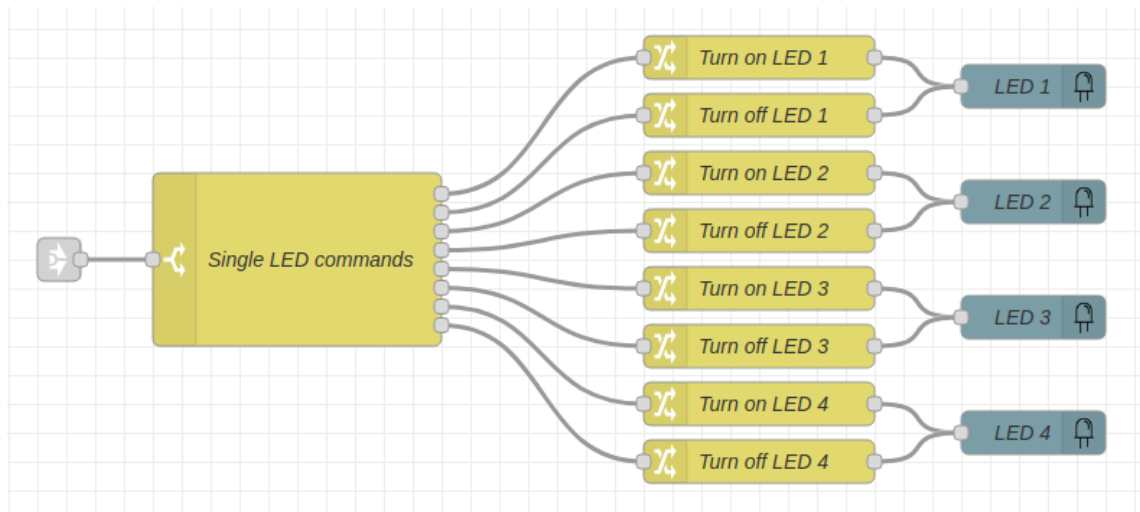 Single LED commands
Turn on LED 1
Turn off LED 1
Turn on LED 2
Turn off LED 2
Turn on LED 3
Turn off LED 3
Turn on LED 4
Turn off LED 4
LED 1
LED 2
LED 3
LED 4